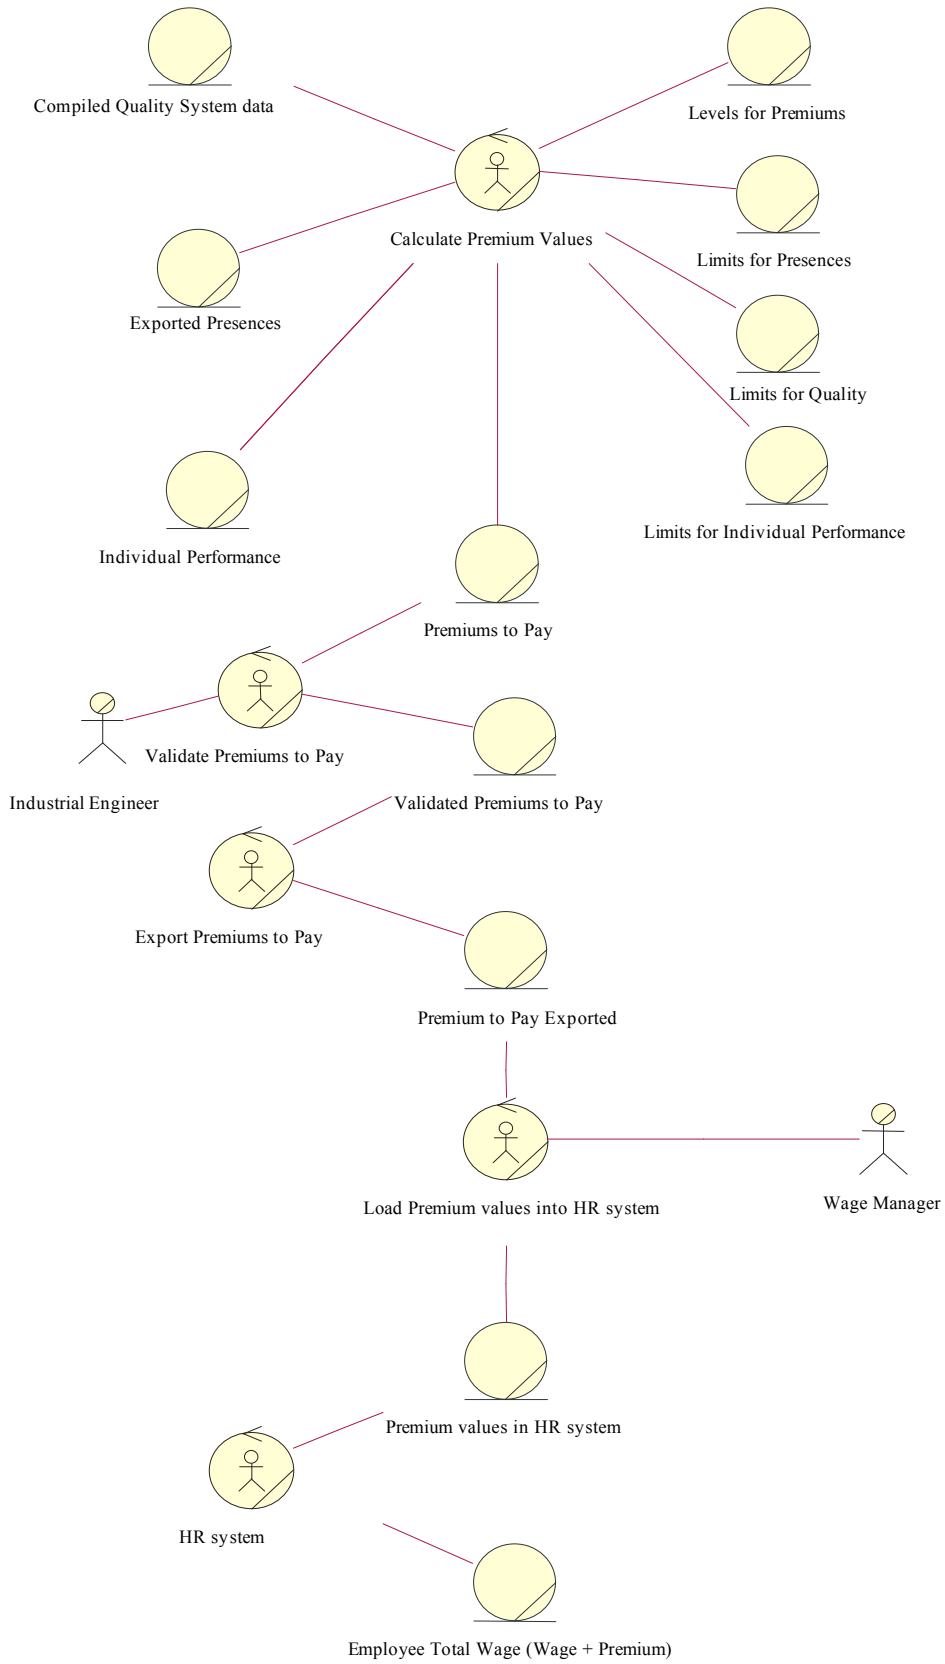 Compiled Quality System data
Levels for Premiums
Calculate Premium Values
Limits for Presences
Exported Presences
Limits for Quality
Limits for Individual Performance
Individual Performance
Premiums to Pay
Validate Premiums to Pay
Industrial Engineer
Validated Premiums to Pay
Export Premiums to Pay
Premium to Pay Exported
Load Premium values into HR system
Wage Manager
Premium values in HR system
HR system
Employee Total Wage (Wage + Premium)